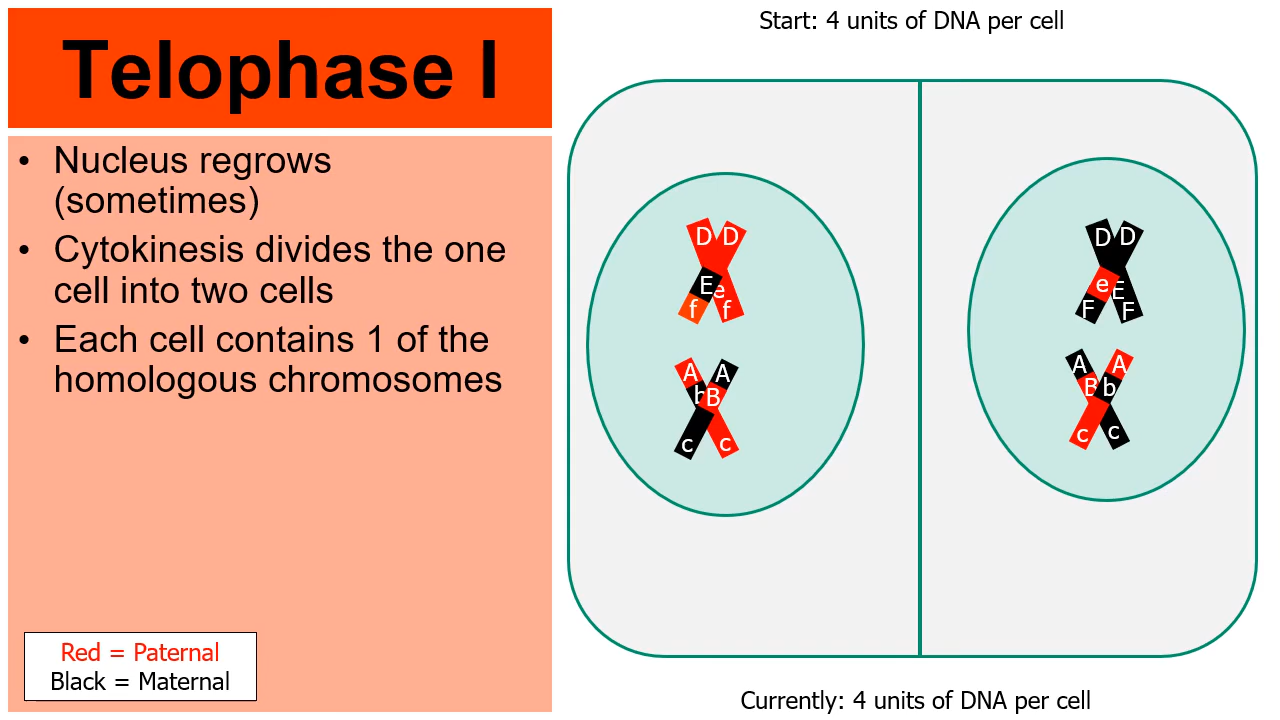 Telophase I
Start: 4 units of DNA per cell
• Nucleus regrows
(sometimes)
• Cytokinesis divides the one
cell into two cells
• Each cell contains 1 of the
homologous chromosomes
D D
E e
f f
A A
b B
c c
D D
e E
F F
A A
B b
c c
Red = Paternal
Black = Maternal
Currently: 4 units of DNA per cell